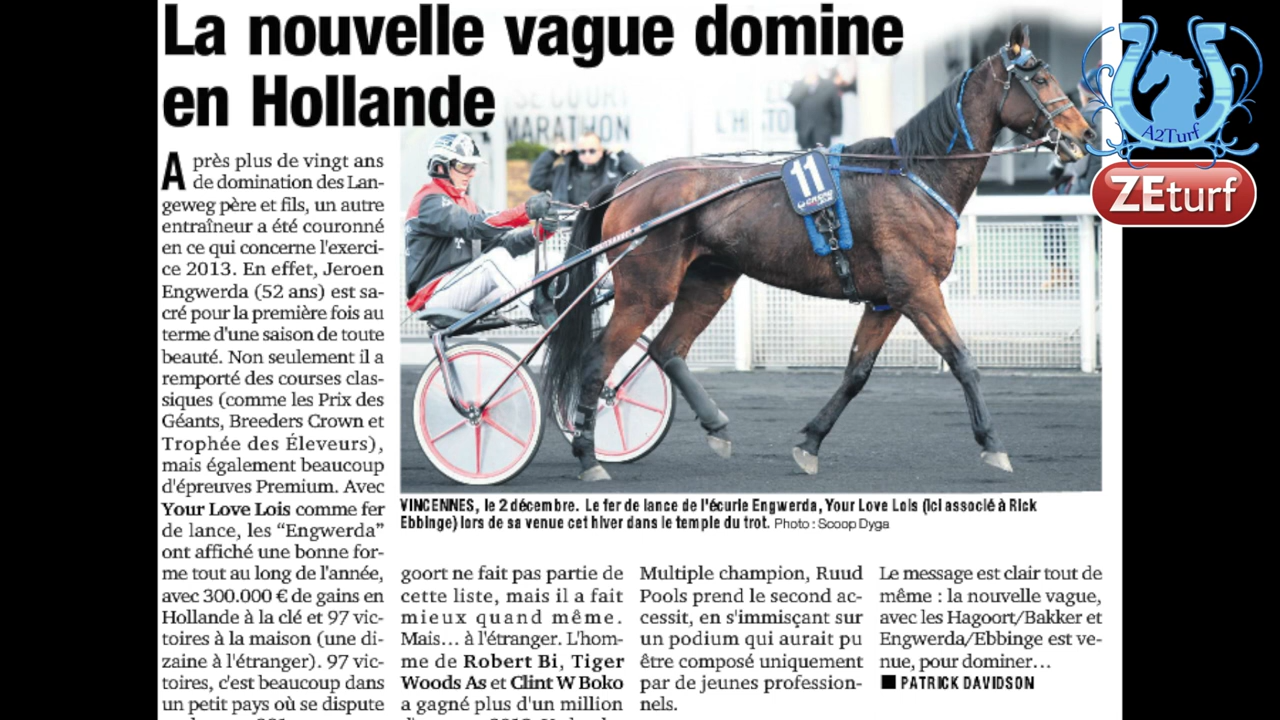 La nouvelle vague domine
en Hollande
Après plus de vingt ans
de domination des Lan-
geweg père et fils, un autre
entraîneur a été couronné
en ce qui concerne l'exerci-
ce 2013. En effet, Jeroen
Engwerda (52 ans) est sa-
cré pour la première fois au
terme d'une saison de toute
beauté. Non seulement il a
remporté des courses clas-
siques (comme les Prix des
Géants, Breeders Crown et
Trophée des Éleveurs),
mais également beaucoup
d'épreuves Premium. Avec
Your Love Lois comme fer
de lance, les “Engwerda”
ont affiché une bonne for-
me tout au long de l'année,
avec 300.000 € de gains en
Hollande à la clé et 97 vic-
toires à la maison (une di-
zaine à l'étranger). 97 vic-
toires, c'est beaucoup dans
un petit pays où se dispute
MARATHON
11
VINCENNES, le 2 décembre. Le fer de lance de l'écurie Engwerda, Your Love Lois (ici associé à Rick
Ebbinge) lors de sa venue cet hiver dans le temple du trot. Photo : Scoop Dyga
goort ne fait pas partie de
cette liste, mais il a fait
mieux quand même.
Mais... à l'étranger. L'hom-
me de Robert Bi, Tiger
Woods As et Clint W Boko
a gagné plus d'un million
Multiple champion, Ruud
Pools prend le second ac-
cessit, en s'immisçant sur
un podium qui aurait pu
être composé uniquement
par de jeunes profession-
nels.
Le message est clair tout de
même : la nouvelle vague,
avec les Hagoort/Bakker et
Engwerda/Ebbinge est ve-
nue, pour dominer...
PATRICK DAVIDSON
A2Turf
ZEturf